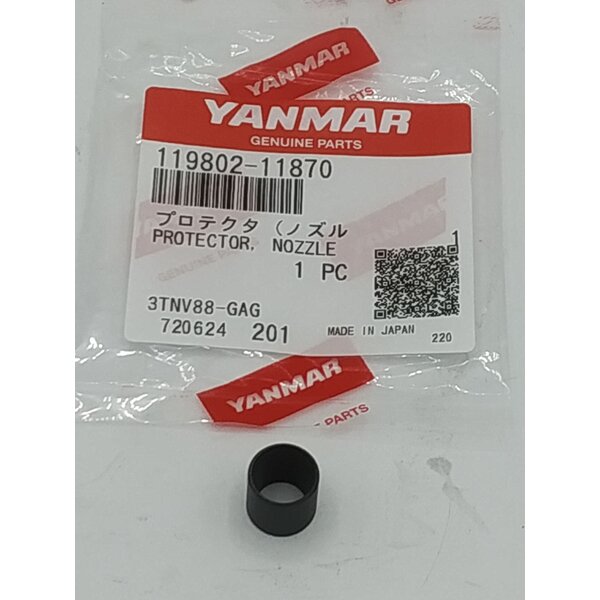 YANMAR
PARTS
YANMAR
GENUINE PARTS
119802-11870
プロテクタ (ノズル
PROTECTOR, NOZZLE
1
1 PC
3TNV88-GAG
720624 201
MADE IN JAPAN
220
YANMAR
GENUINE PARTS